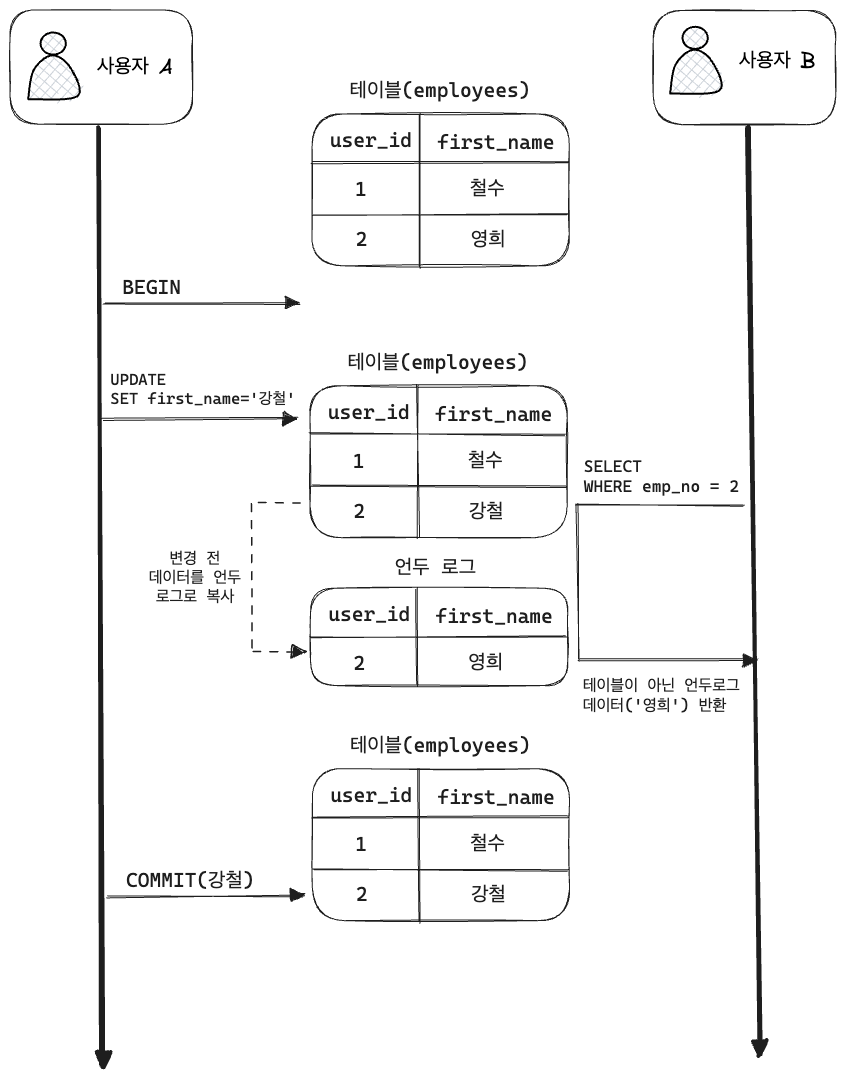 사용자 A
사용자 B
테이블(employees)
user_id first_name
1 철수
2 영희
BEGIN
테이블(employees)
UPDATE
SET first_name='강철'
user_id first_name
1 철수
2 강철
SELECT
WHERE emp_no = 2
변경 전
데이터를 언두
로그로 복사
언두 로그
user_id first_name
2 영희
테이블이 아닌 언두로그
데이터('영희') 반환
테이블(employees)
user_id first_name
1 철수
2 강철
COMMIT(강철)